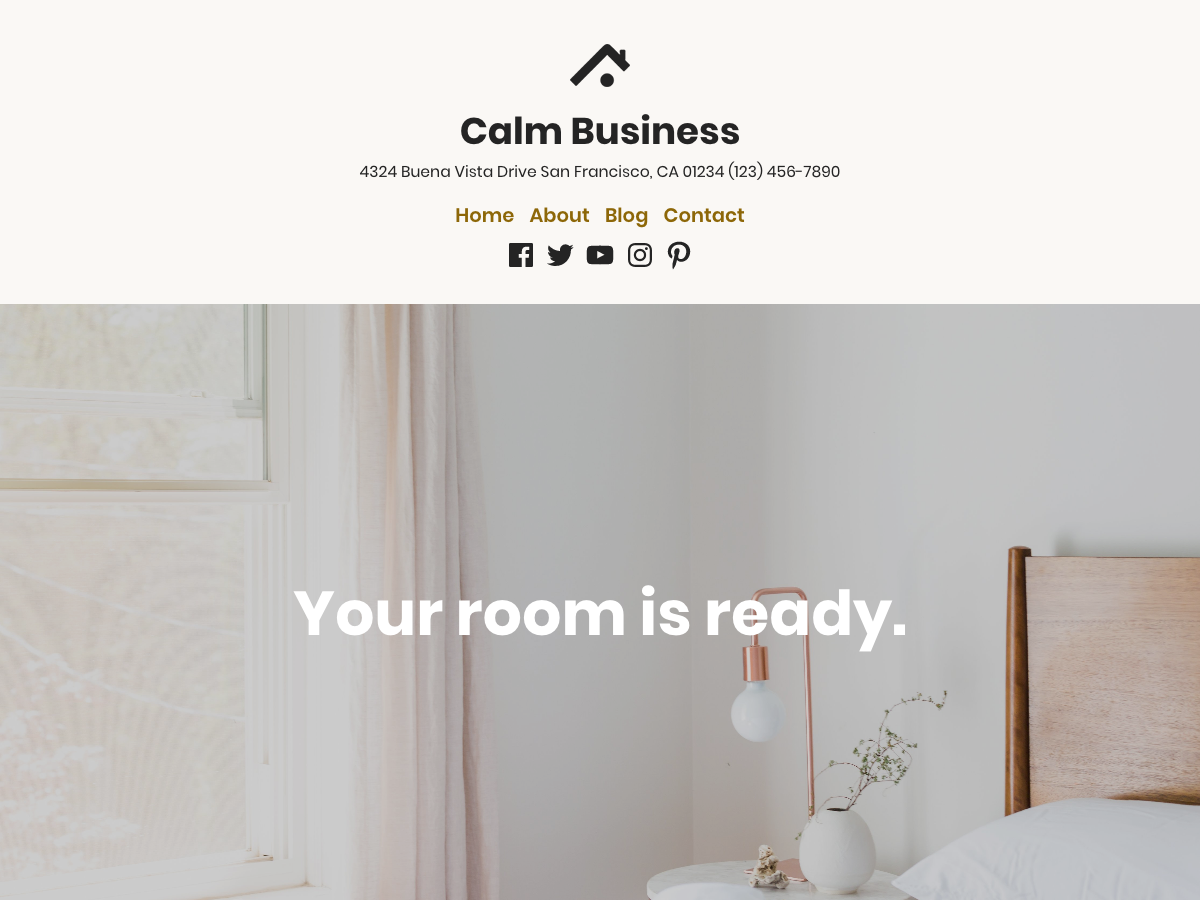 Calm Business
4324 Buena Vista Drive San Francisco, CA 01234 (123) 456-7890
Home About Blog Contact
Your room is ready.